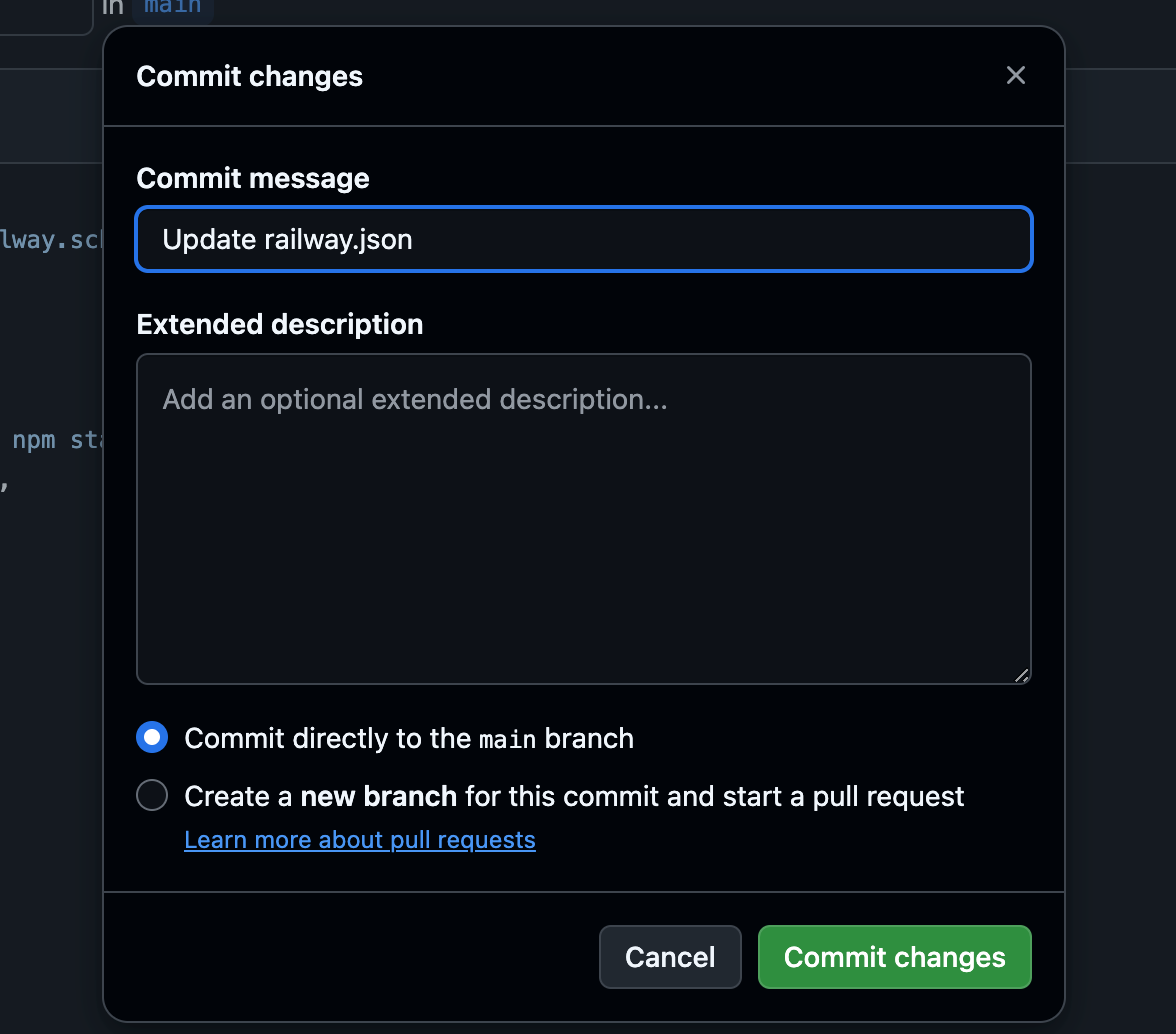 in main
Commit changes
Commit message
Update railway.json
lway.sc
Extended description
Add an optional extended description...
npm sta
,
Commit directly to the main branch
Create a new branch for this commit and start a pull request
Learn more about pull requests
Cancel
Commit changes